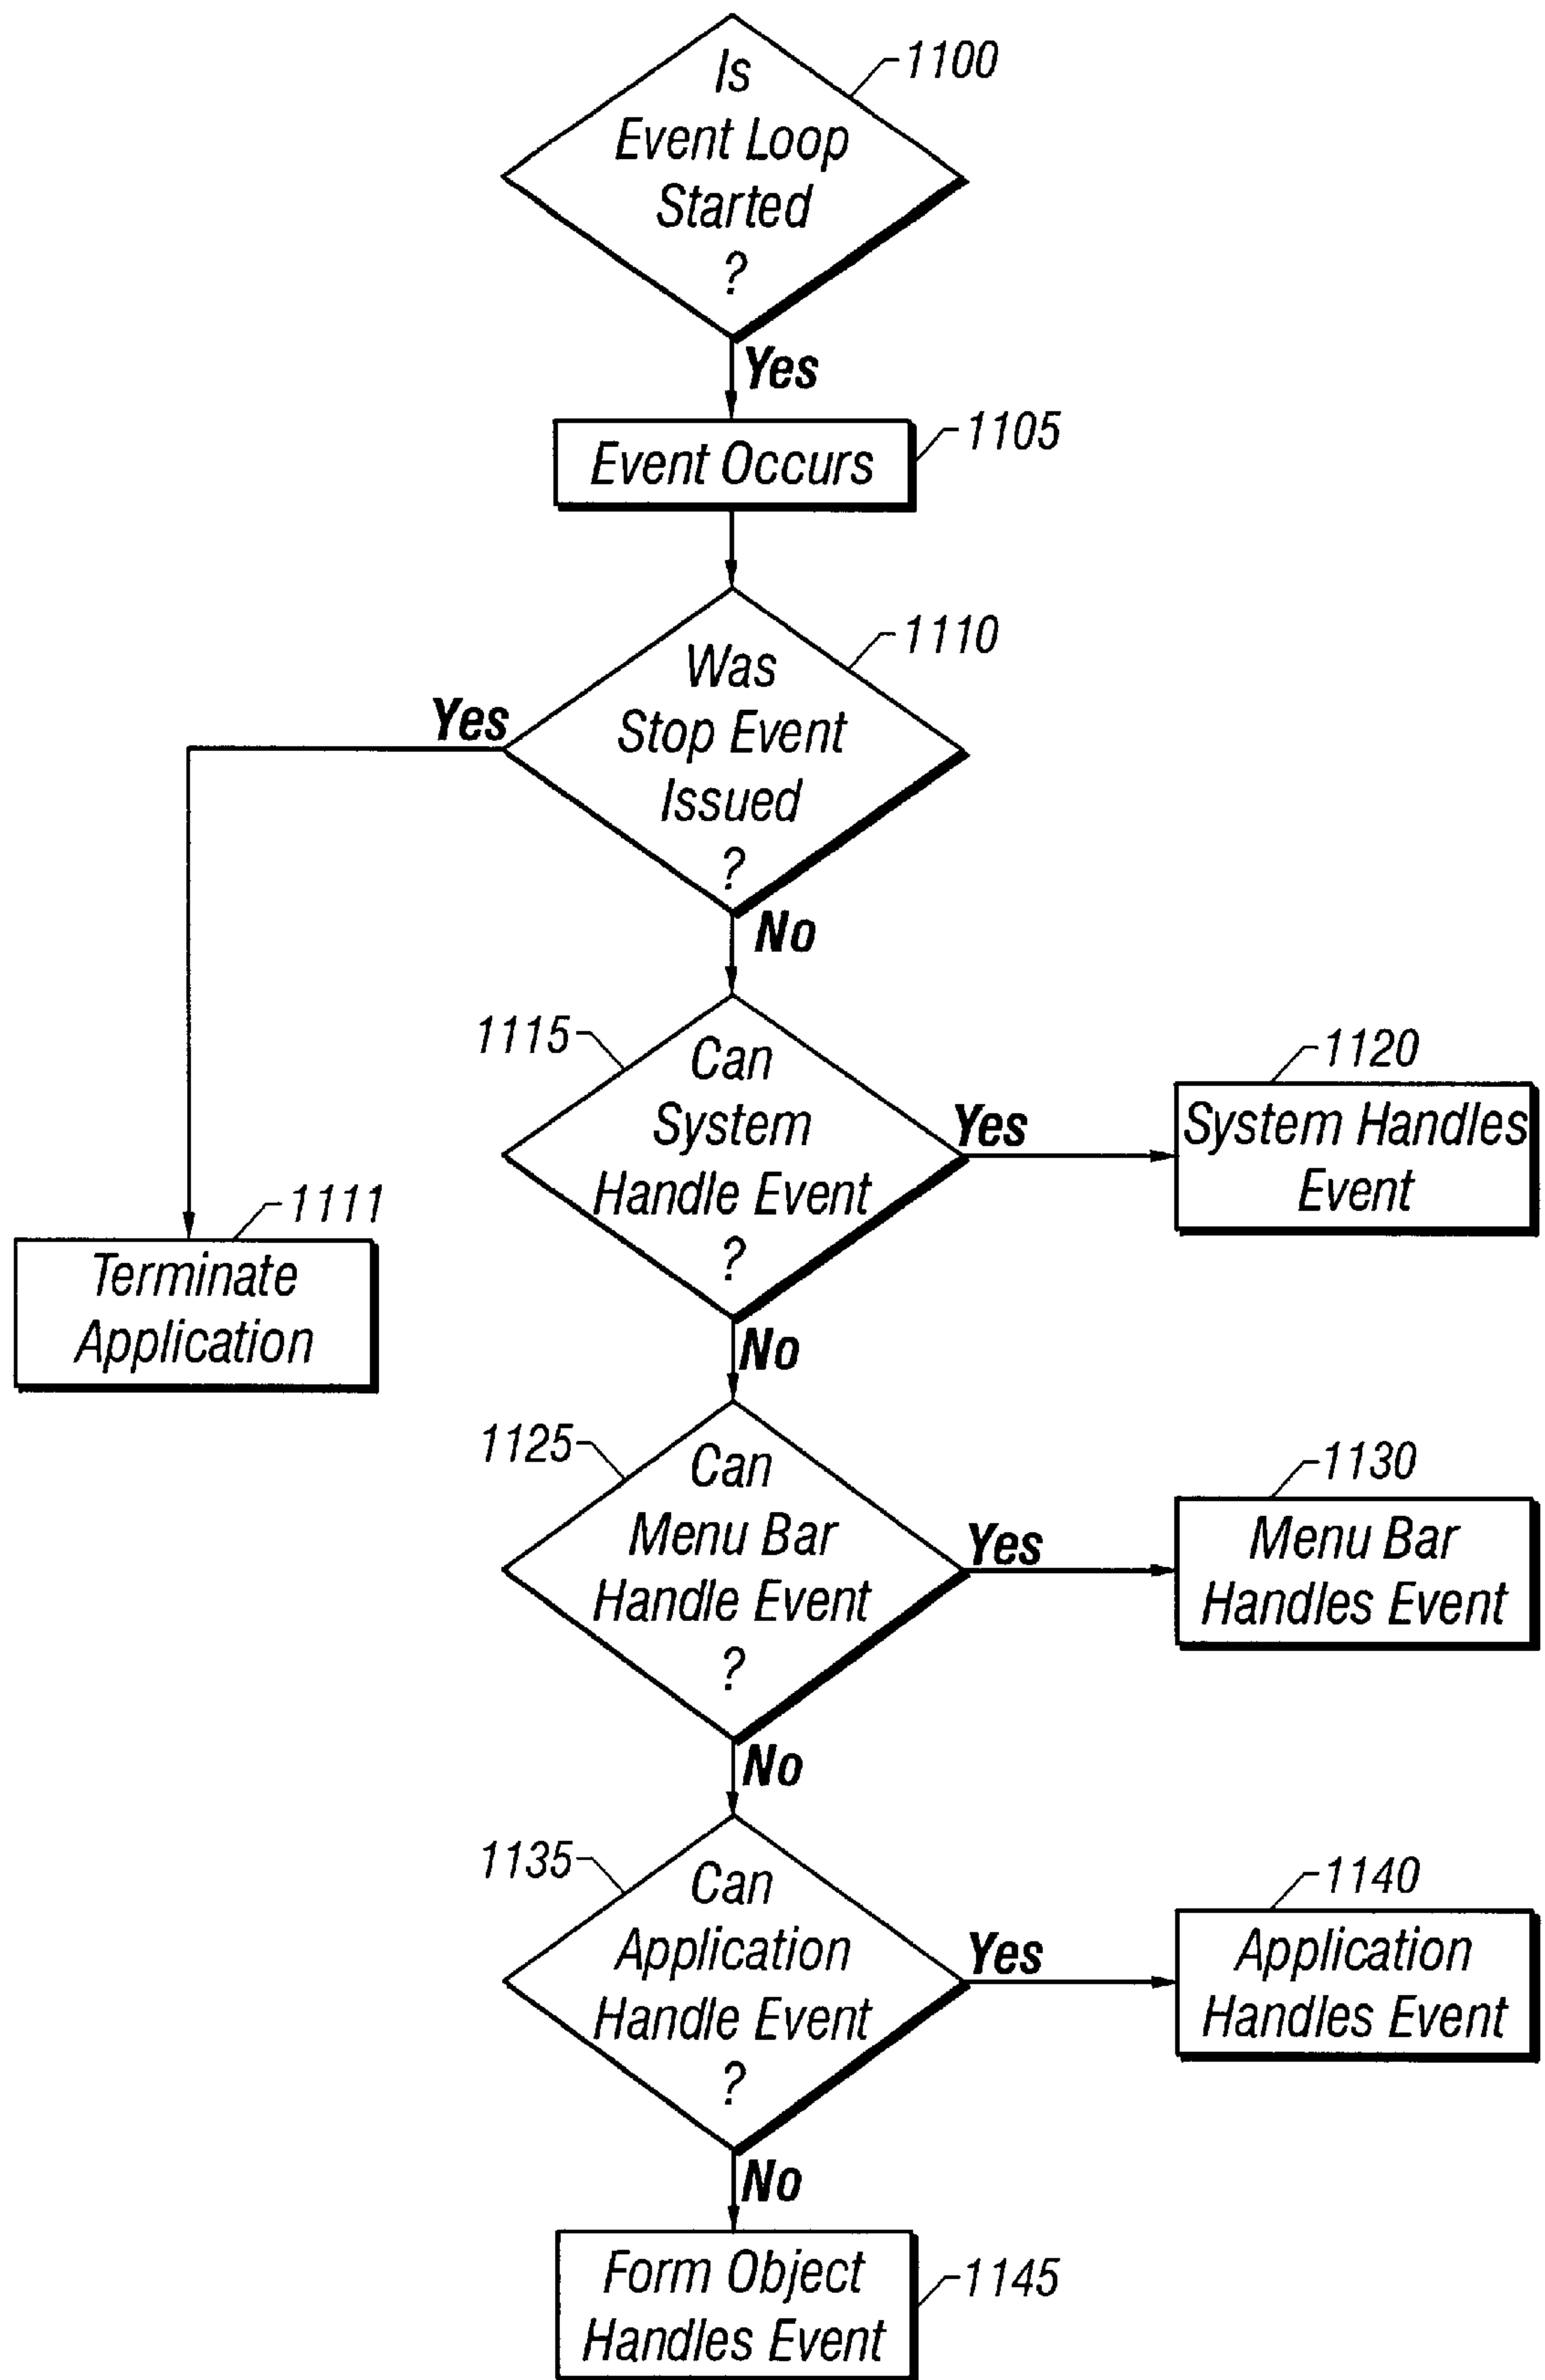 Is
Event Loop
Started
?
1100
Yes
Event Occurs
1105
Was
Stop Event
Issued
?
1110
Yes
No
Terminate
Application
1111
1115
Can
System
Handle Event
?
Yes
1120
System Handles
Event
No
1125
Can
Menu Bar
Handle Event
?
Yes
1130
Menu Bar
Handles Event
No
1135
Can
Application
Handle Event
?
Yes
1140
Application
Handles Event
No
Form Object
Handles Event
1145